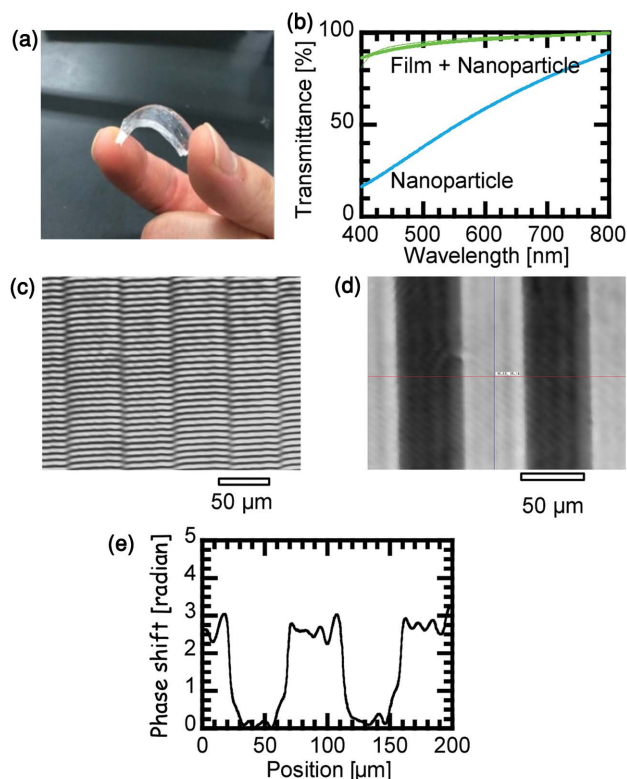 (a)
(b)
Transmittance [%]
100
50
0
Film + Nanoparticle
Nanoparticle
400 500 600 700 800
Wavelength [nm]
(c)
50 µm
(d)
50 µm
(e)
Phase shift [radian]
5
4
3
2
1
0
0 50 100 150 200
Position [µm]